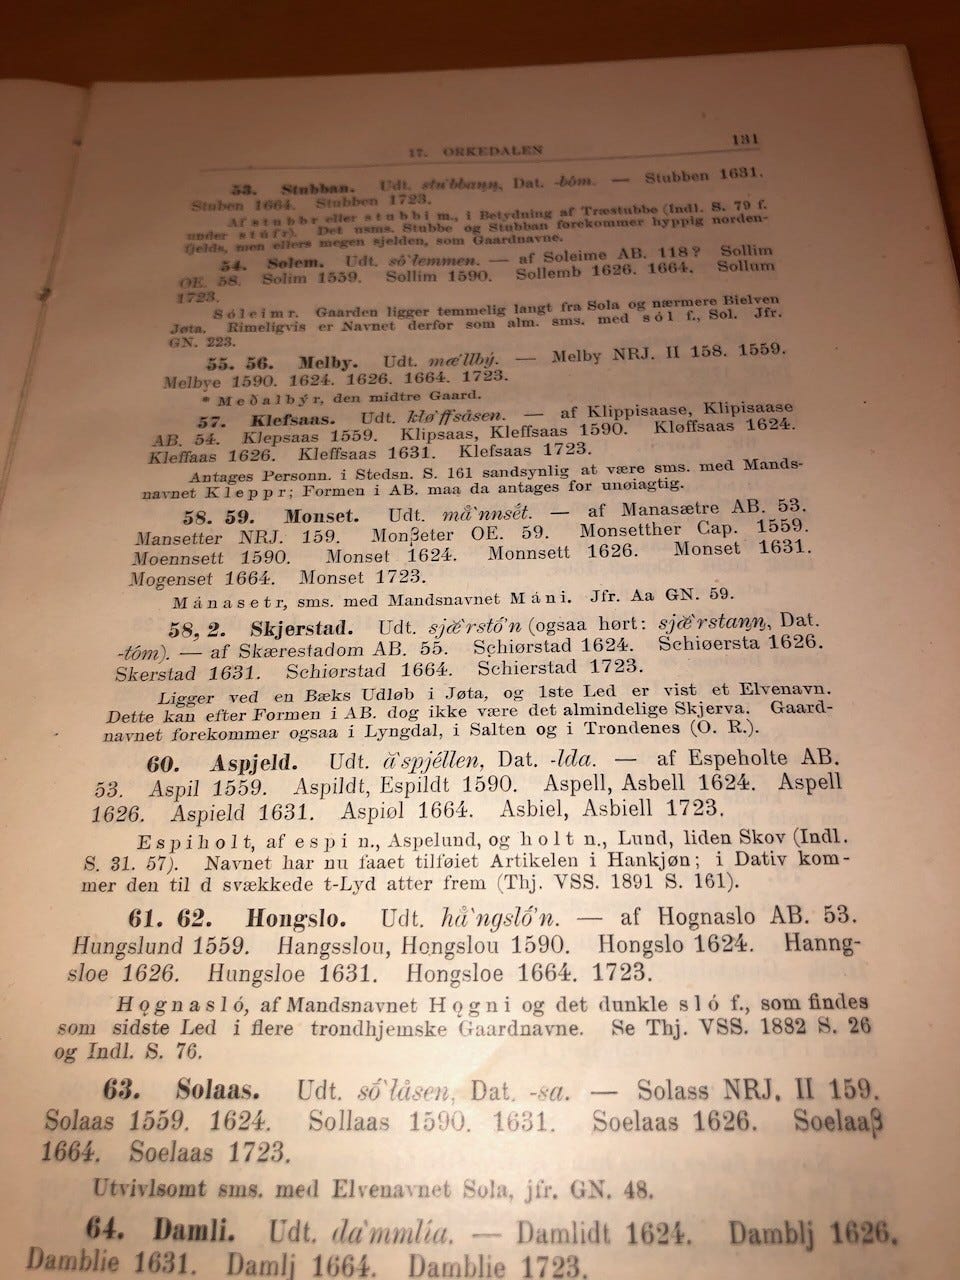 17. ORKEDALEN 131
53. Stubban. Udt. stu`bbaņņ, Dat. -bóm. — Stubben 1631.
Stuben 1664. Stubben 1723.
Af stubbr eller stubbi m., i Betydning af Træstubbe (Indl. S. 79 f.
under stúfr). Det usms. Stubbe og Stubban forekommer hyppig norden-
fjelds, men ellers megen sjelden, som Gaardnavne.
54. Solem. Udt. só`lemmen. — af Soleime AB. 118? Sollim
OE. 58. Solim 1559. Sollim 1590. Sollemb 1626. 1664. Sollum
1723.
Sóleimr. Gaarden ligger temmelig langt fra Sola og nærmere Bielven
Jøta. Rimeligvis er Navnet derfor som alm. sms. med sól f., Sol. Jfr.
GN. 223.
55. 56. Melby. Udt. mæ´llbý. — Melby NRJ. II 158. 1559.
Melbye 1590. 1624. 1626. 1664. 1723.
* Meðalbýr, den midtre Gaard.
57. Klefsaas. Udt. klø`ffsåsen. — af Klippisaase, Klipisaase
AB. 54. Klepsaas 1559. Klipsaas, Kleffsaas 1590. Kløffsaas 1624.
Kleffaas 1626. Kleffsaas 1631. Klefsaas 1723.
Antages Personn. i Stedsn. S. 161 sandsynlig at være sms. med Mands-
navnet Kleppr; Formen i AB. maa da antages for unøiagtig.
58. 59. Monset. Udt. må`nnsét. — af Manasætre AB. 53.
Mansetter NRJ. 159. Monβeter OE. 59. Monsetther Cap. 1559.
Moennsett 1590. Monset 1624. Monnsett 1626. Monset 1631.
Mogenset 1664. Monset 1723.
Mánasetr, sms. med Mandsnavnet Máni. Jfr. Aa GN. 59.
58, 2. Skjerstad. Udt. sjæ̂`rstó`n (ogsaa hørt: sjæ̂`rstaņņ, Dat.
-tóm). — af Skærestadom AB. 55. Schiørstad 1624. Schiøersta 1626.
Skerstad 1631. Schiørstad 1664. Schierstad 1723.
Ligger ved en Bæks Udløb i Jøta, og 1ste Led er vist et Elvenavn.
Dette kan efter Formen i AB. dog ikke være det almindelige Skjerva. Gaard-
navnet forekommer ogsaa i Lyngdal, i Salten og i Trondenes (O. R.).
60. Aspjeld. Udt. ă`spjéllen, Dat. -lda. — af Espeholte AB.
53. Aspil 1559. Aspildt, Espildt 1590. Aspell, Asbell 1624. Aspell
1626. Aspield 1631. Aspiøl 1664. Asbiel, Asbiell 1723.
Espiholt, af espi n., Aspelund, og holt n., Lund, liden Skov (Indl.
S. 31. 57). Navnet har nu faaet tilføiet Artikelen i Hankjøn; i Dativ kom-
mer den til d svækkede t-Lyd atter frem (Thj. VSS. 1891 S. 161).
61. 62. Hongslo. Udt. hå`ngsló`n. — af Hognaslo AB. 53.
Hungslund 1559. Hangsslou, Hongslou 1590. Hongslo 1624. Hanng-
sloe 1626. Hungsloe 1631. Hongsloe 1664. 1723.
Hǫgnasló, af Mandsnavnet Hǫgni og det dunkle sló f., som findes
som sidste Led i flere trondhjemske Gaardnavne. Se Thj. VSS. 1882 S. 26
og Indl. S. 76.
63. Solaas. Udt. só`låsen, Dat. -sa. — Solass NRJ. II 159.
Solaas 1559. 1624. Sollaas 1590. 1631. Soelaas 1626. Soelaaβ
1664. Soelaas 1723.
Utvivlsomt sms. med Elvenavnet Sola, jfr. GN. 48.
64. Damli. Udt. da`mmlia. — Damlidt 1624. Damblj 1626.
Damblie 1631. Damlj 1664. Damblie 1723.